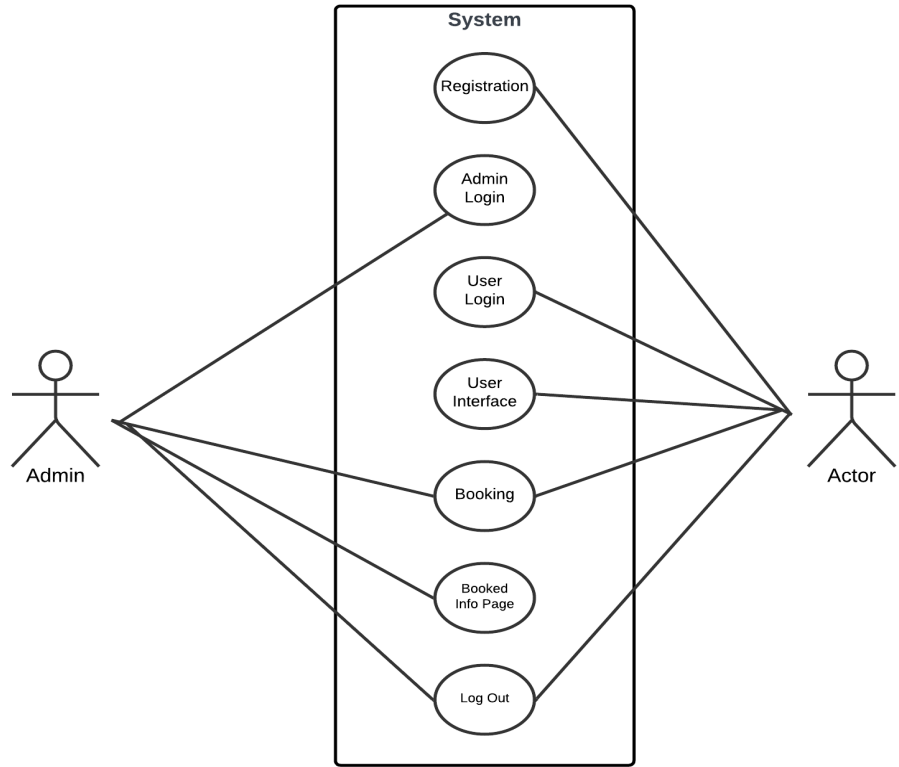 System
Registration
Admin
Login
User
Login
User
Interface
Booking
Booked
Info Page
Log Out
Admin
Actor